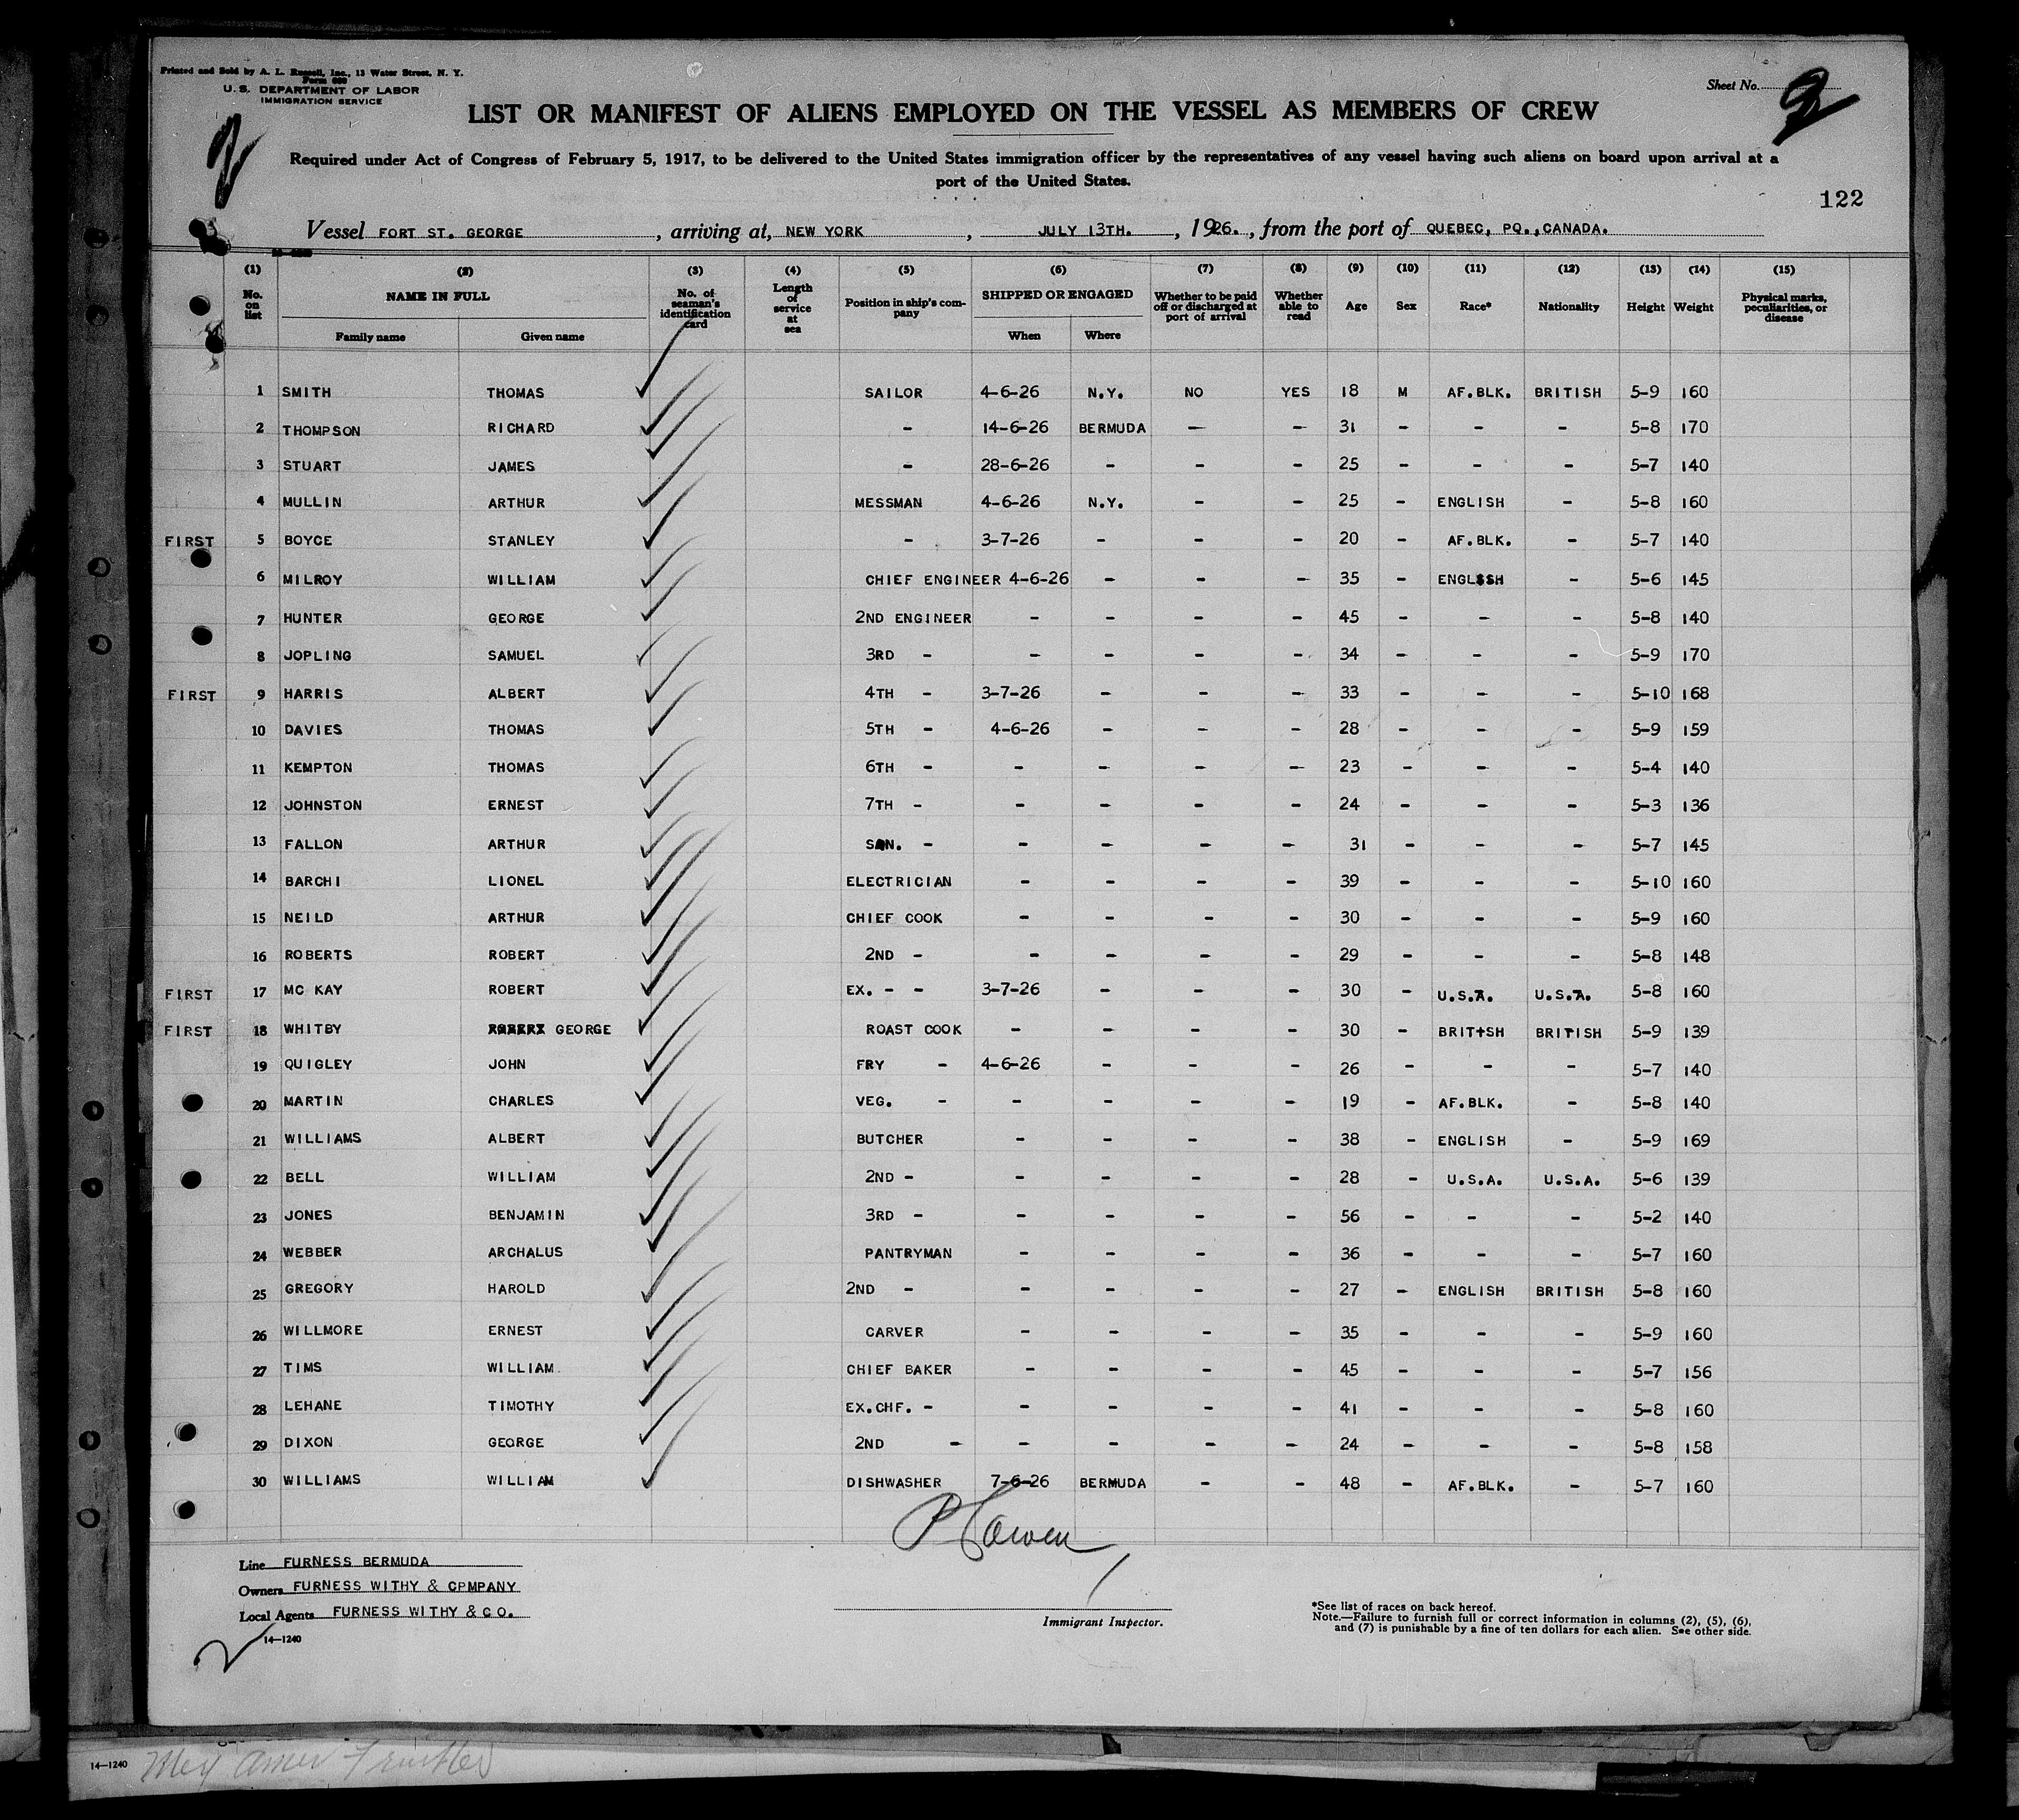 Printed and Sold by A. L. Russell, Inc., 13 Water Street, N. Y.
Form 680
U. S. DEPARTMENT OF LABOR
IMMIGRATION SERVICE
Sheet No. 2
LIST OR MANIFEST OF ALIENS EMPLOYED ON THE VESSEL AS MEMBERS OF CREW
Required under Act of Congress of February 5, 1917, to be delivered to the United States immigration officer by the representatives of any vessel having such aliens on board upon arrival at a
port of the United States.
122
Vessel FORT ST. GEORGE, arriving at, NEW YORK, JULY 13TH., 1926., from the port of QUEBEC, PQ.,CANADA.
(1) (2) (3) (4) (5) (6) (7) (8) (9) (10) (11) (12) (13) (14) (15)
No. on list NAME IN FULL No. of seaman's identification card Length of service at sea Position in ship's company SHIPPED OR ENGAGED Whether to be paid off or discharged at port of arrival Whether able to read Age Sex Race* Nationality Height Weight Physical marks, peculiarities, or disease
Family name Given name When Where
1 SMITH THOMAS SAILOR 4-6-26 N.Y. NO YES 18 M AF.BLK. BRITISH 5-9 160
2 THOMPSON RICHARD - 14-6-26 BERMUDA - - 31 - - - 5-8 170
3 STUART JAMES - 28-6-26 - - - 25 - - - 5-7 140
4 MULLIN ARTHUR MESSMAN 4-6-26 N.Y. - - 25 - ENGLISH - 5-8 160
FIRST 5 BOYCE STANLEY - 3-7-26 - - - 20 - AF.BLK. - 5-7 140
6 MILROY WILLIAM CHIEF ENGINEER 4-6-26 - - - 35 - ENGLSSH - 5-6 145
7 HUNTER GEORGE 2ND ENGINEER - - - - 45 - - - 5-8 140
8 JOPLING SAMUEL 3RD - - - - - 34 - - - 5-9 170
FIRST 9 HARRIS ALBERT 4TH - 3-7-26 - - - 33 - - - 5-10 168
10 DAVIES THOMAS 5TH - 4-6-26 - - - 28 - - - 5-9 159
11 KEMPTON THOMAS 6TH - - - - - 23 - - - 5-4 140
12 JOHNSTON ERNEST 7TH - - - - - 24 - - - 5-3 136
13 FALLON ARTHUR SAN. - - - - - 31 - - - 5-7 145
14 BARCHI LIONEL ELECTRICIAN - - - - 39 - - - 5-10 160
15 NEILD ARTHUR CHIEF COOK - - - - 30 - - - 5-9 160
16 ROBERTS ROBERT 2ND - - - - - 29 - - - 5-8 148
FIRST 17 MC KAY ROBERT EX. - - 3-7-26 - - - 30 - U.S.A. U.S.A. 5-8 160
FIRST 18 WHITBY GEORGE ROAST COOK - - - - 30 - BRITISH BRITISH 5-9 139
19 QUIGLEY JOHN FRY - 4-6-26 - - - 26 - - - 5-7 140
20 MARTIN CHARLES VEG. - - - - - 19 - AF.BLK. - 5-8 140
21 WILLIAMS ALBERT BUTCHER - - - - 38 - ENGLISH - 5-9 169
22 BELL WILLIAM 2ND - - - - - 28 - U.S.A. U.S.A. 5-6 139
23 JONES BENJAMIN 3RD - - - - - 56 - - - 5-2 140
24 WEBBER ARCHALUS PANTRYMAN - - - - 36 - - - 5-7 160
25 GREGORY HAROLD 2ND - - - - - 27 - ENGLISH BRITISH 5-8 160
26 WILLMORE ERNEST CARVER - - - - 35 - - - 5-9 160
27 TIMS WILLIAM CHIEF BAKER - - - - 45 - - - 5-7 156
28 LEHANE TIMOTHY EX.CHF. - - - - - 41 - - - 5-8 160
29 DIXON GEORGE 2ND - - - - - 24 - - - 5-8 158
30 WILLIAMS WILLIAM DISHWASHER 7-6-26 BERMUDA - - 48 - AF.BLK. - 5-7 160
Line FURNESS BERMUDA
Owners FURNESS WITHY & CPMPANY
Local Agents FURNESS WITHY & CO.
14—1240
Immigrant Inspector.
*See list of races on back hereof.
Note.—Failure to furnish full or correct information in columns (2), (5), (6),
and (7) is punishable by a fine of ten dollars for each alien. See other side.
14—1240